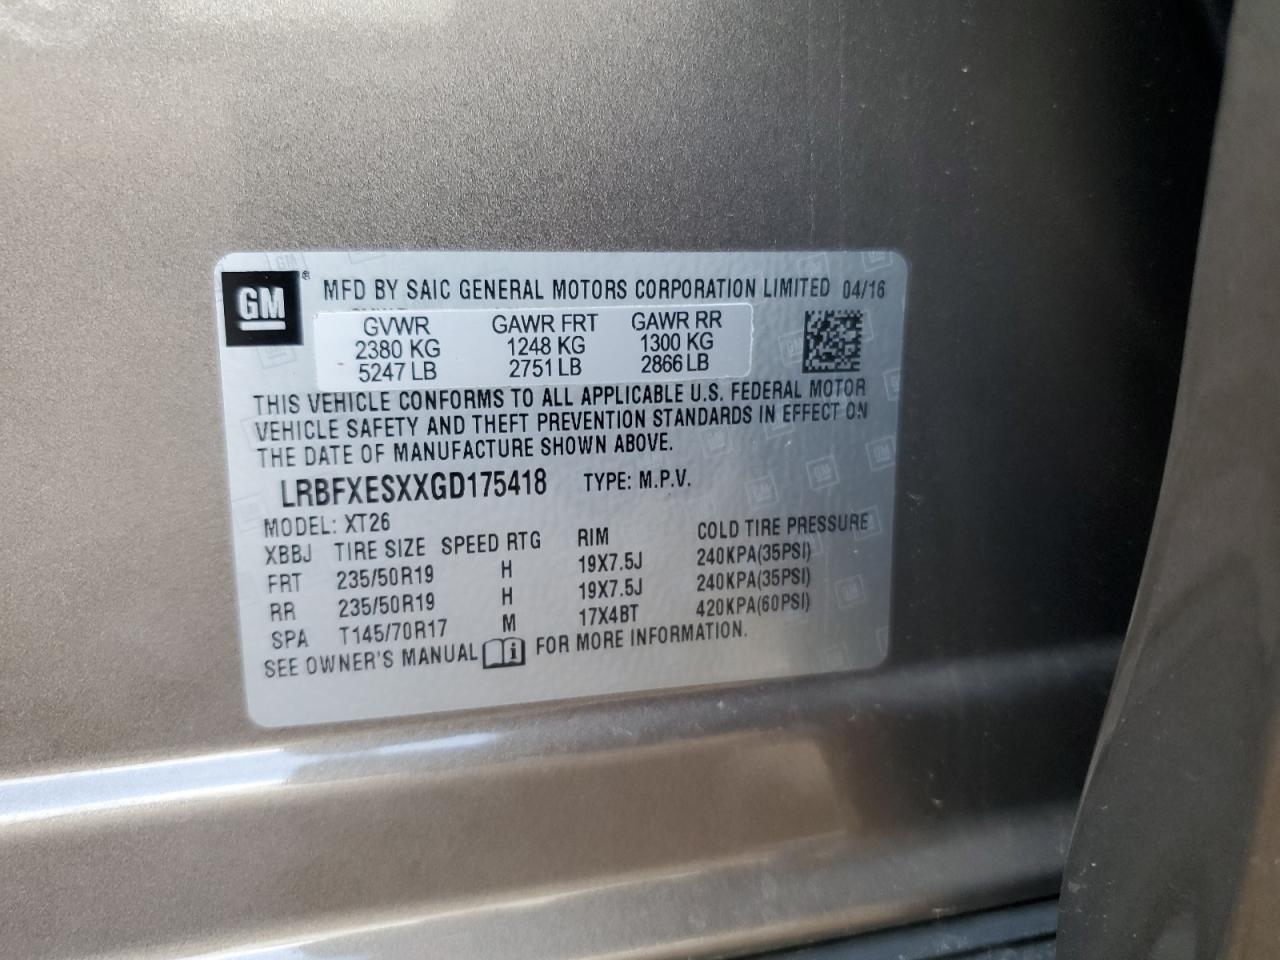 GM® MFD BY SAIC GENERAL MOTORS CORPORATION LIMITED 04/16
GVWR GAWR FRT GAWR RR
2380 KG 1248 KG 1300 KG
5247 LB 2751 LB 2866 LB
THIS VEHICLE CONFORMS TO ALL APPLICABLE U.S. FEDERAL MOTOR
VEHICLE SAFETY AND THEFT PREVENTION STANDARDS IN EFFECT ON
THE DATE OF MANUFACTURE SHOWN ABOVE.
LRBFXESXXGD175418 TYPE: M.P.V.
MODEL: XT26
XBBJ TIRE SIZE SPEED RTG RIM COLD TIRE PRESSURE
FRT 235/50R19 H 19X7.5J 240KPA(35PSI)
RR 235/50R19 H 19X7.5J 240KPA(35PSI)
SPA T145/70R17 M 17X4BT 420KPA(60PSI)
SEE OWNER'S MANUAL i FOR MORE INFORMATION.